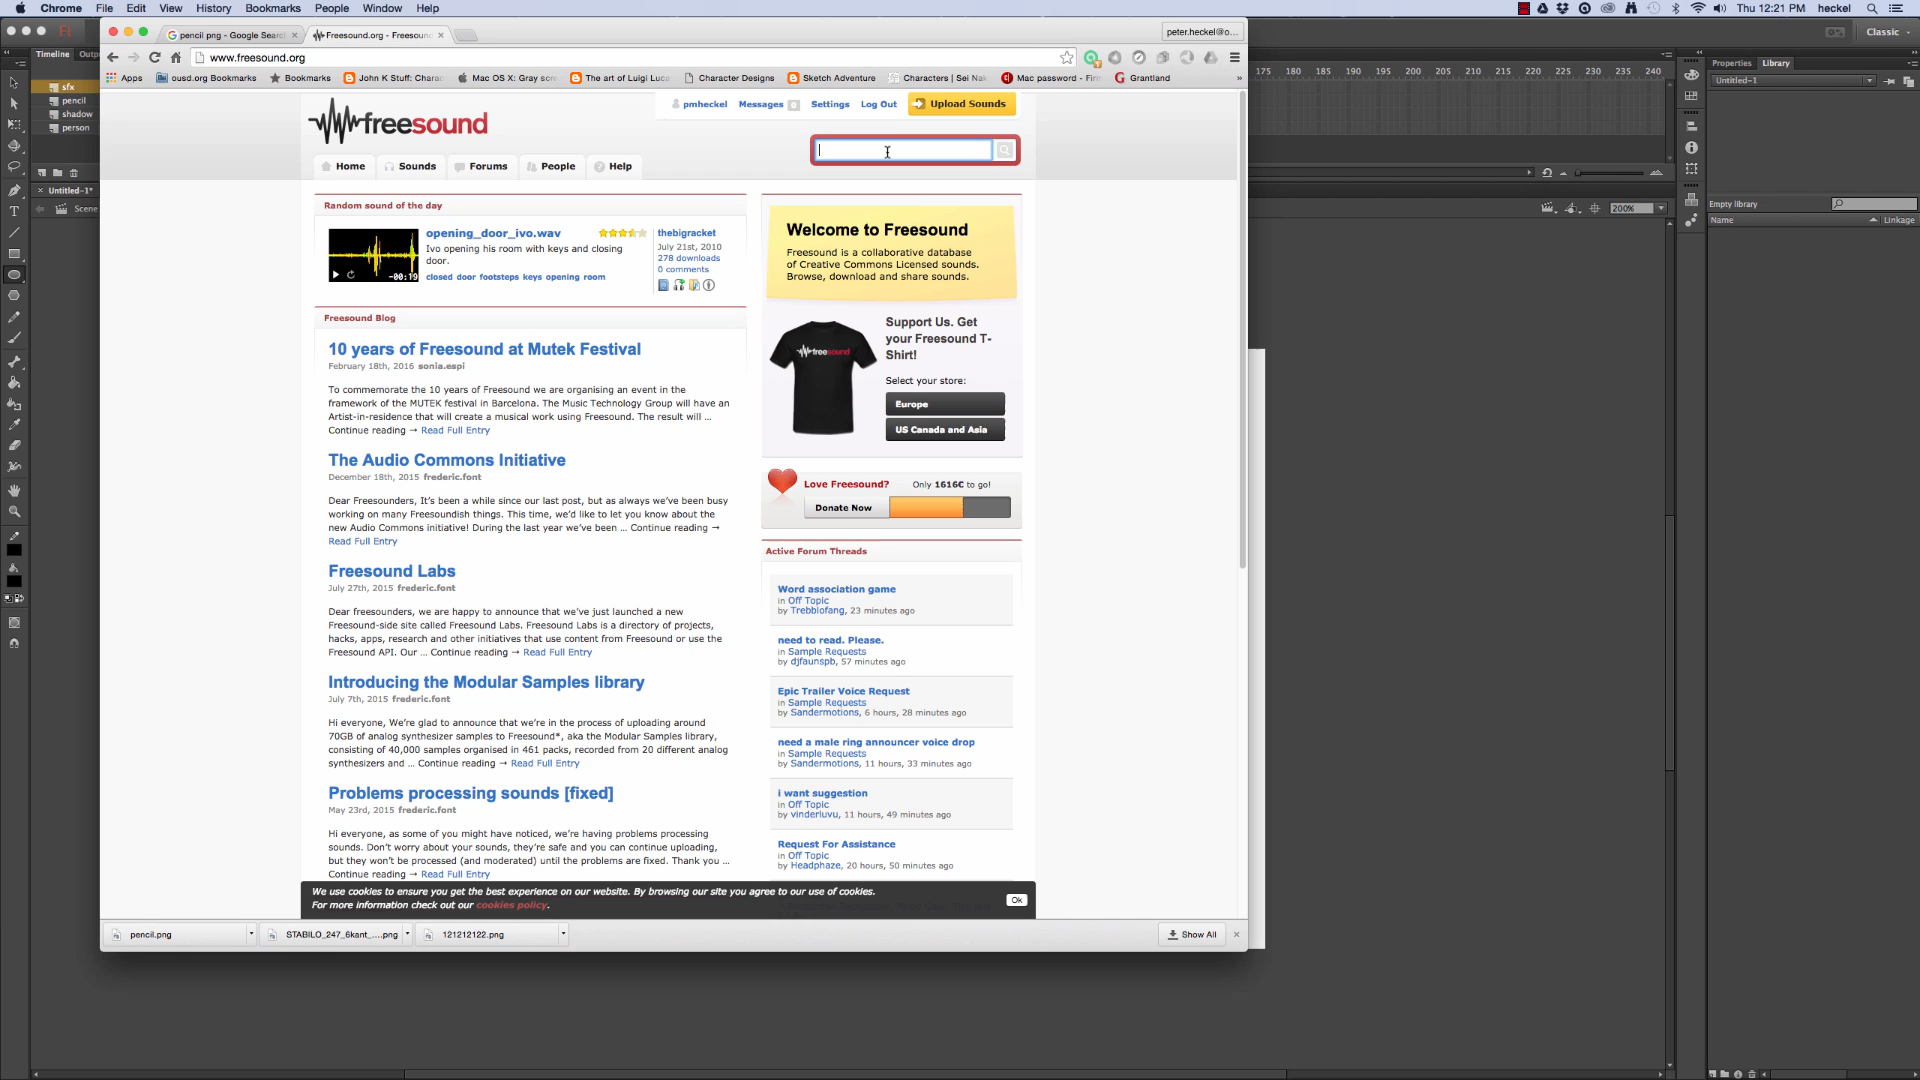 Chrome File Edit View History Bookmarks People Window Help
Thu 12:21 PM heckel
Classic
pencil png - Google Search
Freesound.org - Freesoun
peter.heckel@o...
www.freesound.org
Apps ousd.org Bookmarks Bookmarks John K Stuff: Chara Mac OS X: Gray scre The art of Luigi Luca Character Designs Sketch Adventure Characters | Sei Nak Mac password - Firm Grantland »
Timeline Outp
sfx
pencil
shadow
person
Untitled-1*
Scene
175 180 185 190 195 200 205 210 215 220 225 230 235 240
200%
Properties Library
Untitled-1
Empty library
Name Linkage
freesound
pmheckel Messages 0 Settings Log Out Upload Sounds
Home Sounds Forums People Help
Random sound of the day
opening_door_ivo.wav
Ivo opening his room with keys and closing
door.
closed door footsteps keys opening room
-00:19
thebigracket
July 21st, 2010
278 downloads
0 comments
Freesound Blog
10 years of Freesound at Mutek Festival
February 18th, 2016 sonia.espi
To commemorate the 10 years of Freesound we are organising an event in the
framework of the MUTEK festival in Barcelona. The Music Technology Group will have an
Artist-in-residence that will create a musical work using Freesound. The result will ...
Continue reading → Read Full Entry
The Audio Commons Initiative
December 18th, 2015 frederic.font
Dear Freesounders, It's been a while since our last post, but as always we've been busy
working on many Freesoundish things. This time, we'd like to let you know about the
new Audio Commons initiative! During the last year we've been ... Continue reading →
Read Full Entry
Freesound Labs
July 27th, 2015 frederic.font
Dear freesounders, we are happy to announce that we've just launched a new
Freesound-side site called Freesound Labs. Freesound Labs is a directory of projects,
hacks, apps, research and other initiatives that use content from Freesound or use the
Freesound API. Our ... Continue reading → Read Full Entry
Introducing the Modular Samples library
July 7th, 2015 frederic.font
Hi everyone, We're glad to announce that we're in the process of uploading around
70GB of analog synthesizer samples to Freesound*, aka the Modular Samples library,
consisting of 40,000 samples organised in 461 packs, recorded from 20 different analog
synthesizers and ... Continue reading → Read Full Entry
Problems processing sounds [fixed]
May 23rd, 2015 frederic.font
Hi everyone, as some of you might have noticed, we're having problems processing
sounds. Don't worry about your sounds, they're safe and you can continue uploading,
but they won't be processed (and moderated) until the problems are fixed. Thank you ...
Continue reading → Read Full Entry
Welcome to Freesound
Freesound is a collaborative database
of Creative Commons Licensed sounds.
Browse, download and share sounds.
freesound
Support Us. Get
your Freesound T-
Shirt!
Select your store:
Europe
US Canada and Asia
Love Freesound? Only 1616€ to go!
Donate Now
Active Forum Threads
Word association game
in Off Topic
by Trebblofang, 23 minutes ago
need to read. Please.
in Sample Requests
by djfaunspb, 57 minutes ago
Epic Trailer Voice Request
in Sample Requests
by Sandermotions, 6 hours, 28 minutes ago
need a male ring announcer voice drop
in Sample Requests
by Sandermotions, 11 hours, 33 minutes ago
i want suggestion
in Off Topic
by vinderluvu, 11 hours, 49 minutes ago
Request For Assistance
in Off Topic
by Headphaze, 20 hours, 50 minutes ago
We use cookies to ensure you get the best experience on our website. By browsing our site you agree to our use of cookies.
For more information check out our cookies policy.
Ok
pencil.png
STABILO_247_6kant_....png
121212122.png
Show All